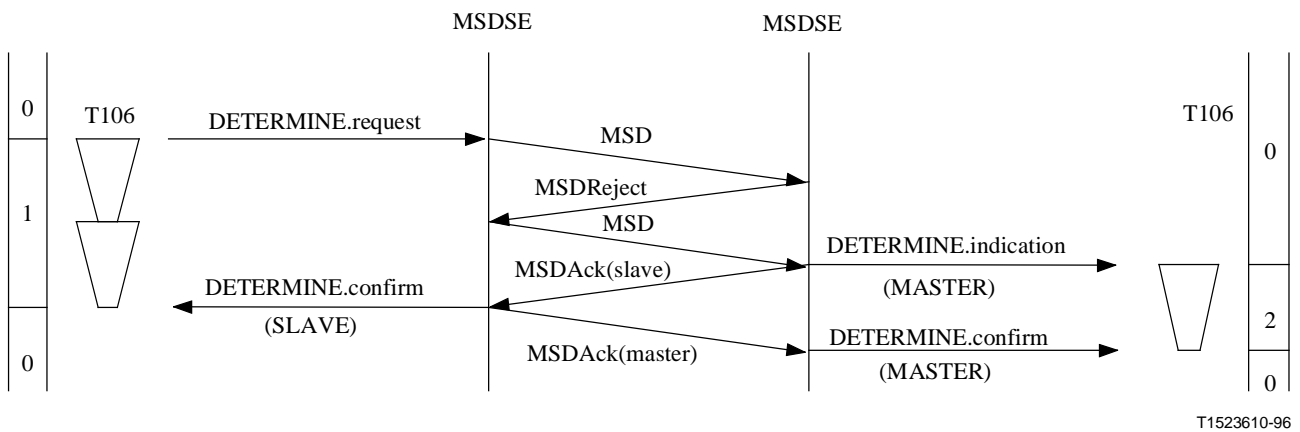 MSDSE MSDSE
0 T106 DETERMINE.request MSD T106 0
MSDReject
1 MSD
DETERMINE.indication
MSDAck(slave)
DETERMINE.confirm (MASTER)
(SLAVE) 2
DETERMINE.confirm
MSDAck(master)
0 (MASTER) 0
T1523610-96